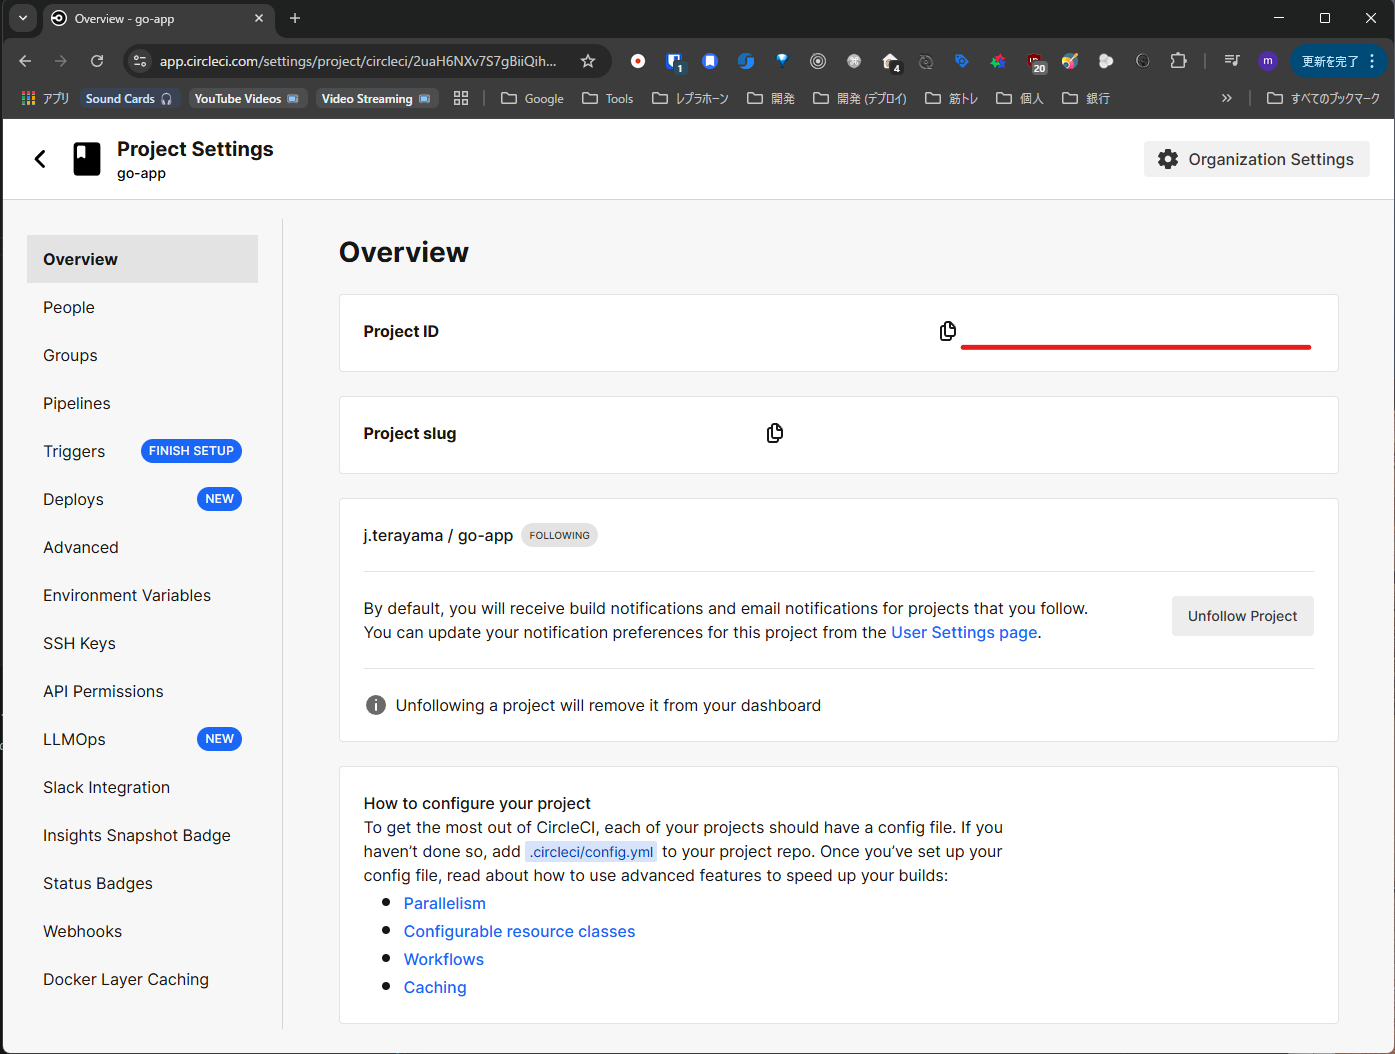 Overview - go-app
app.circleci.com/settings/project/circleci/2uaH6NXv7S7gBiiQih...
1
4
20
m
更新を完了
アプリ
Sound Cards
YouTube Videos
Video Streaming
Google
Tools
レプラホーン
開発
開発 (デプロイ)
筋トレ
個人
銀行
すべてのブックマーク
Project Settings
go-app
Organization Settings
Overview
People
Groups
Pipelines
Triggers FINISH SETUP
Deploys NEW
Advanced
Environment Variables
SSH Keys
API Permissions
LLMOps NEW
Slack Integration
Insights Snapshot Badge
Status Badges
Webhooks
Docker Layer Caching
Overview
Project ID
Project slug
j.terayama / go-app FOLLOWING
By default, you will receive build notifications and email notifications for projects that you follow.
You can update your notification preferences for this project from the User Settings page.
Unfollow Project
Unfollowing a project will remove it from your dashboard
How to configure your project
To get the most out of CircleCI, each of your projects should have a config file. If you
haven't done so, add .circleci/config.yml to your project repo. Once you've set up your
config file, read about how to use advanced features to speed up your builds:
Parallelism
Configurable resource classes
Workflows
Caching